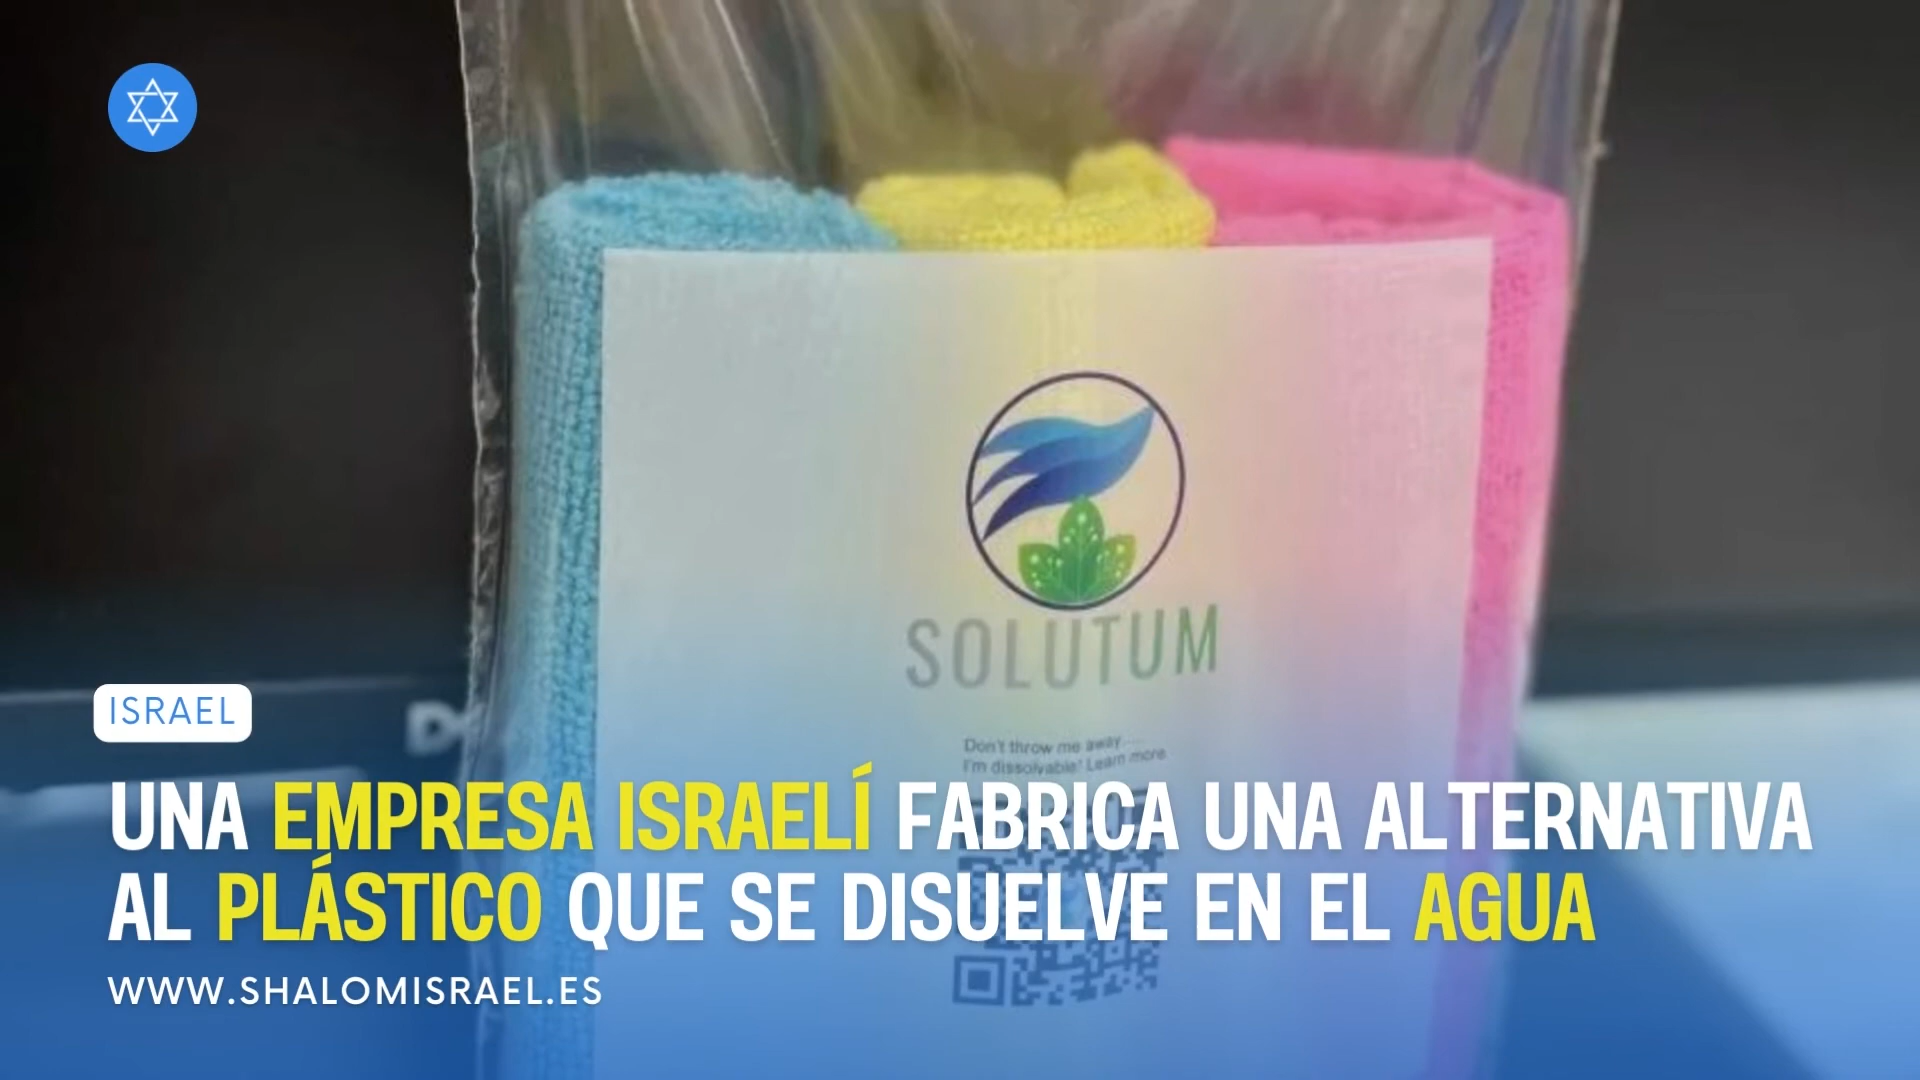 SOLUTUM
Don't throw me away....
I'm dissolvable! Learn more
ISRAEL
UNA EMPRESA ISRAELÍ FABRICA UNA ALTERNATIVA
AL PLÁSTICO QUE SE DISUELVE EN EL AGUA
WWW.SHALOMISRAEL.ES